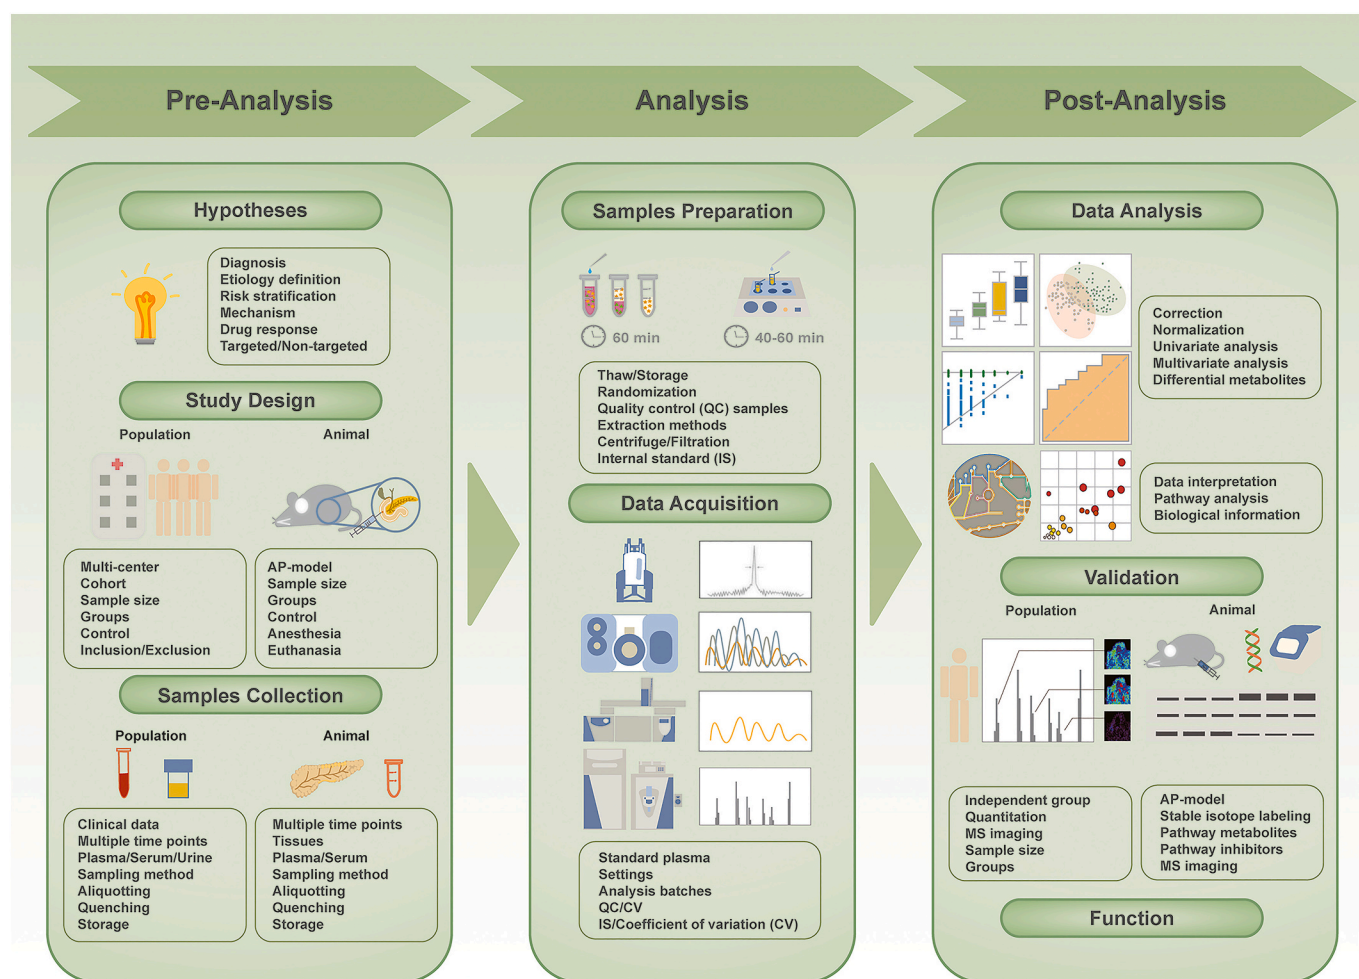 Pre-Analysis
Analysis
Post-Analysis
Hypotheses
Diagnosis
Etiology definition
Risk stratification
Mechanism
Drug response
Targeted/Non-targeted
Study Design
Population
Animal
Multi-center
Cohort
Sample size
Groups
Control
Inclusion/Exclusion
AP-model
Sample size
Groups
Control
Anesthesia
Euthanasia
Samples Collection
Population
Animal
Clinical data
Multiple time points
Plasma/Serum/Urine
Sampling method
Aliquotting
Quenching
Storage
Multiple time points
Tissues
Plasma/Serum
Sampling method
Aliquotting
Quenching
Storage
Samples Preparation
60 min
40-60 min
Thaw/Storage
Randomization
Quality control (QC) samples
Extraction methods
Centrifuge/Filtration
Internal standard (IS)
Data Acquisition
Standard plasma
Settings
Analysis batches
QC/CV
IS/Coefficient of variation (CV)
Data Analysis
Correction
Normalization
Univariate analysis
Multivariate analysis
Differential metabolites
Data interpretation
Pathway analysis
Biological information
Validation
Population
Animal
Independent group
Quantitation
MS imaging
Sample size
Groups
AP-model
Stable isotope labeling
Pathway metabolites
Pathway inhibitors
MS imaging
Function